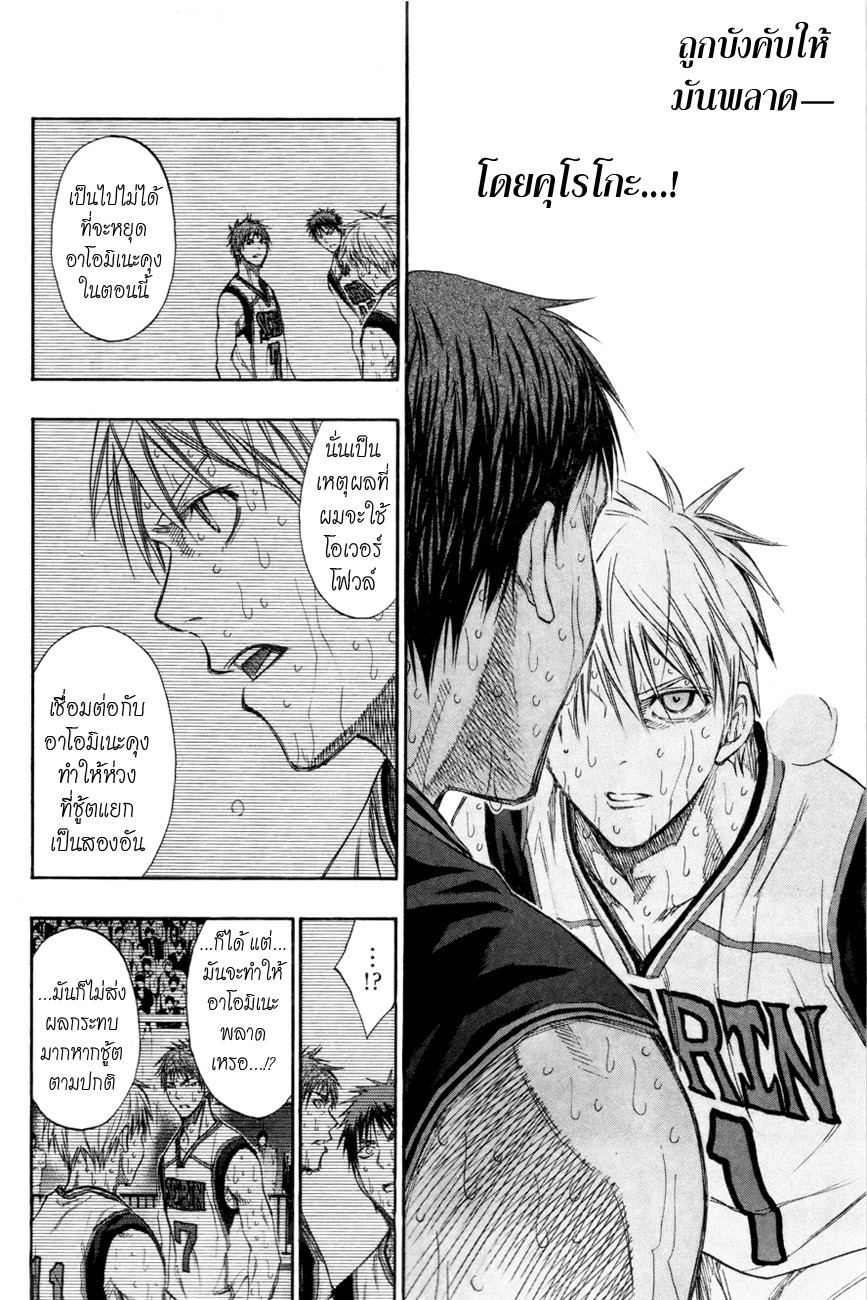 ถูกบังคับให้
มันพลาด—
โดยคุโรโกะ...!
RIN
1
เป็นไปไม่ได้
ที่จะหยุด
อาโอมิเนะคุง
ในตอนนี้
นั่นเป็น
เหตุผลที่
ผมจะใช้
โอเวอร์
โฟวล์
เชื่อมต่อกับ
อาโอมิเนะคุง
ทำให้ห่วง
ที่ชู้ตแยก
เป็นสองอัน
...!?
...ก็ได้ แต่...
มันจะทำให้
อาโอมิเนะ
พลาด
เหรอ...!?
...มันก็ไม่ส่ง
ผลกระทบ
มากหากชู้ต
ตามปกติ
7
11